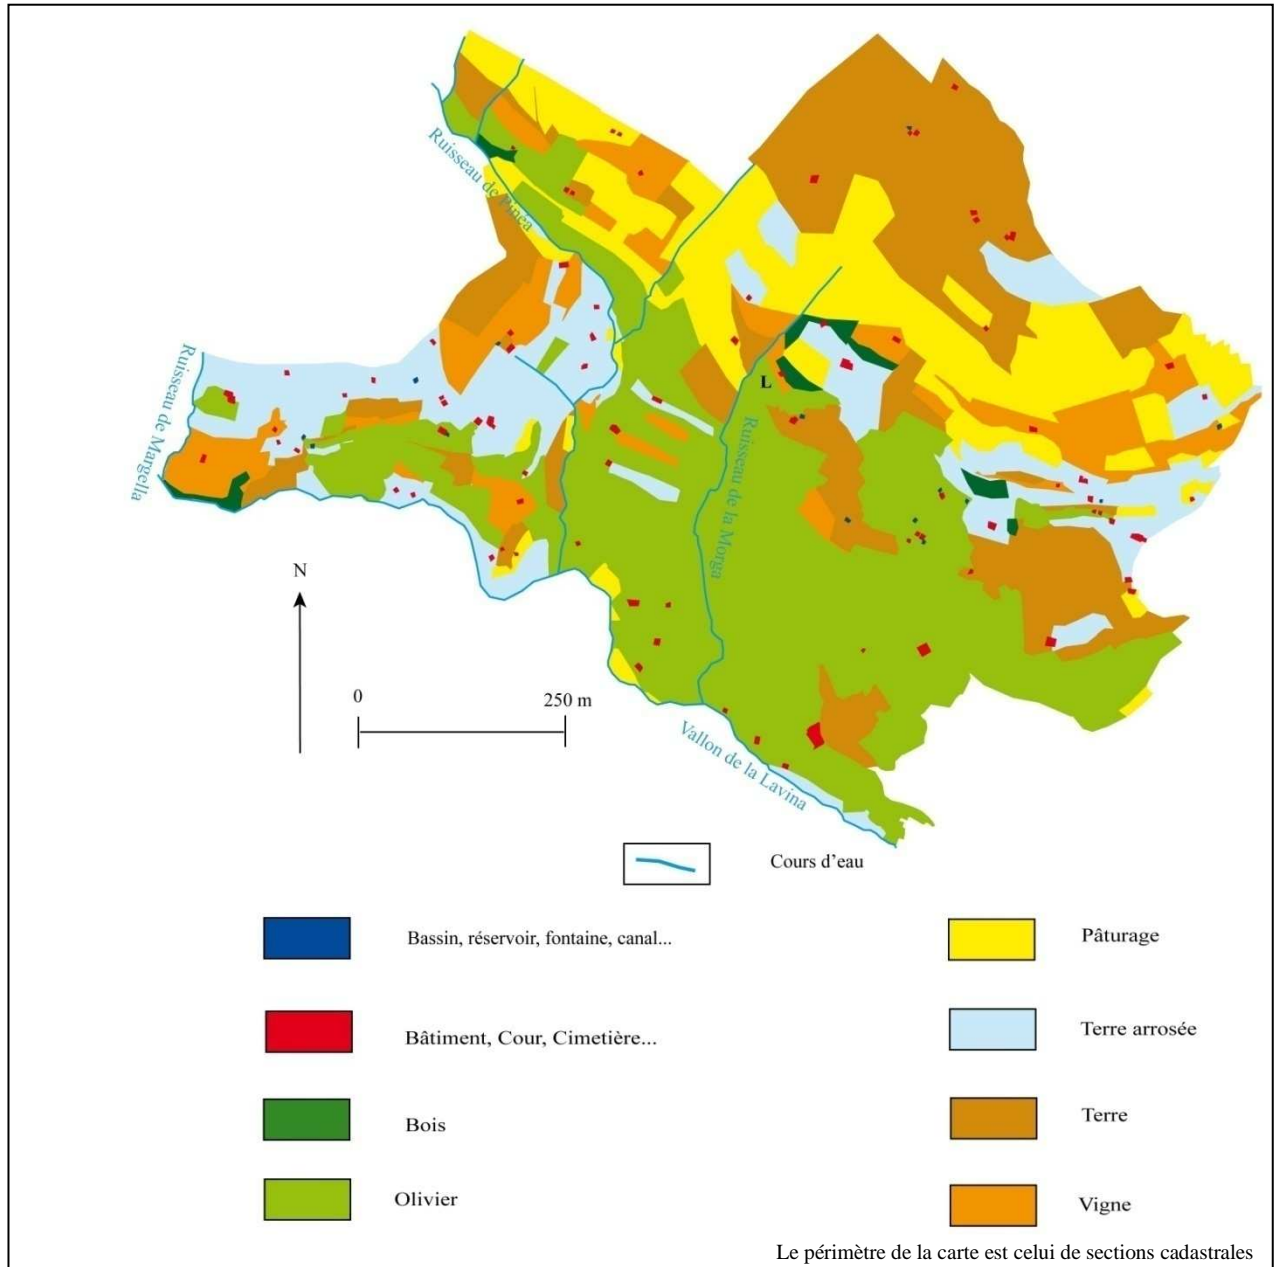 Ruisseau de Pinéa
Ruisseau de Margella
L
Ruisseau de la Morga
N
0
250 m
Vallon de la Lavina
Cours d’eau
Bassin, réservoir, fontaine, canal...
Pâturage
Bâtiment, Cour, Cimetière...
Terre arrosée
Bois
Terre
Olivier
Vigne
Le périmètre de la carte est celui de sections cadastrales